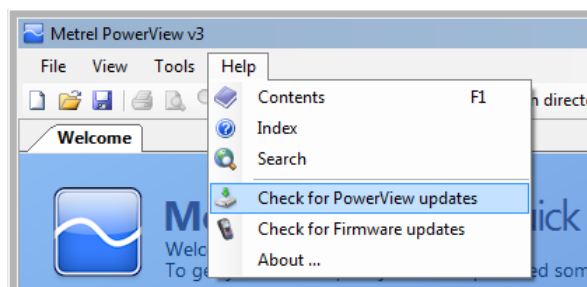 Metrel PowerView v3
File View Tools Help
Contents F1
Index
Search
Check for PowerView updates
Check for Firmware updates
About ...
Welcome